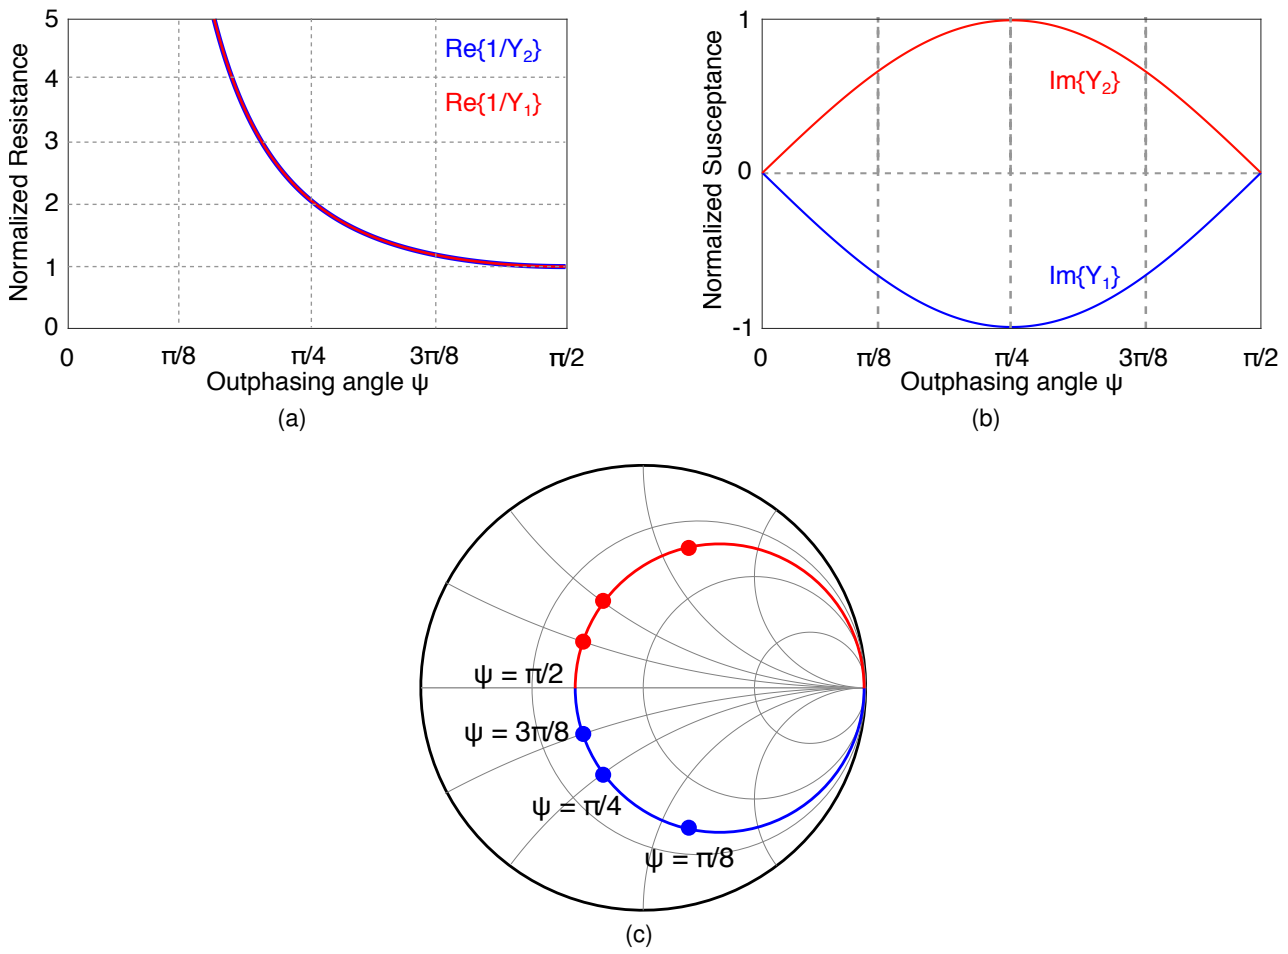 Normalized Resistance
5
4
3
2
1
0
Re{1/Y₂}
Re{1/Y₁}
0
π/8
π/4
3π/8
π/2
Outphasing angle ψ
(a)
Normalized Susceptance
1
0
-1
Im{Y₂}
Im{Y₁}
0
π/8
π/4
3π/8
π/2
Outphasing angle ψ
(b)
ψ = π/2
ψ = 3π/8
ψ = π/4
ψ = π/8
(c)